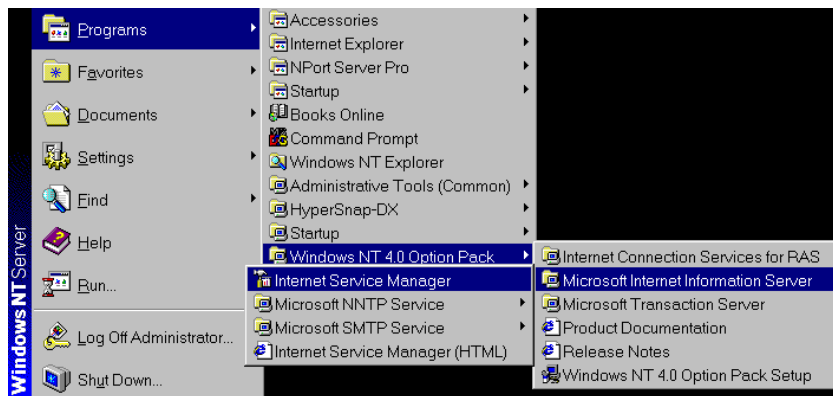 Windows NT Server
Programs
Favorites
Documents
Settings
Find
Help
Run...
Log Off Administrator...
Shut Down...
Accessories
Internet Explorer
NPort Server Pro
Startup
Books Online
Command Prompt
Windows NT Explorer
Administrative Tools (Common)
HyperSnap-DX
Startup
Windows NT 4.0 Option Pack
Internet Connection Services for RAS
Microsoft Internet Information Server
Microsoft Transaction Server
Product Documentation
Release Notes
Windows NT 4.0 Option Pack Setup
Internet Service Manager
Microsoft NNTP Service
Microsoft SMTP Service
Internet Service Manager (HTML)